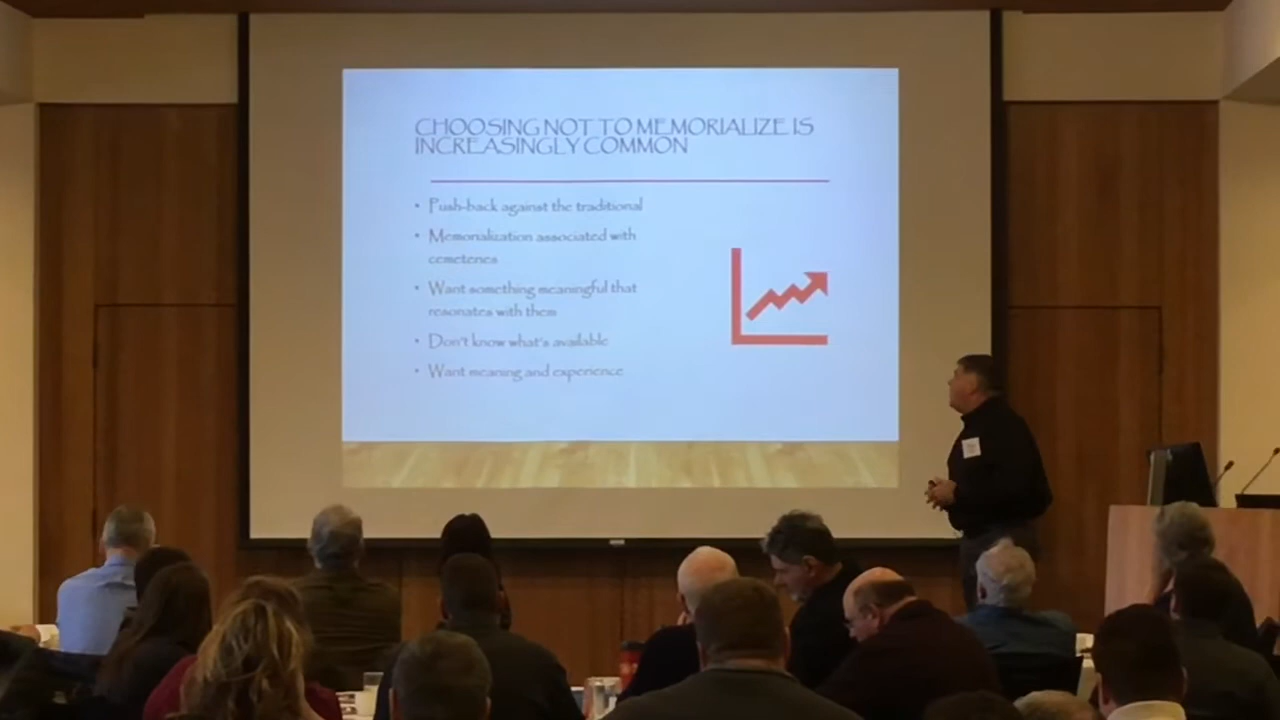 CHOOSING NOT TO MEMORIALIZE IS
INCREASINGLY COMMON
• Push-back against the traditional
• Memorialization associated with
cemeteries
• Want something meaningful that
resonates with them
• Don't know what's available
• Want meaning and experience